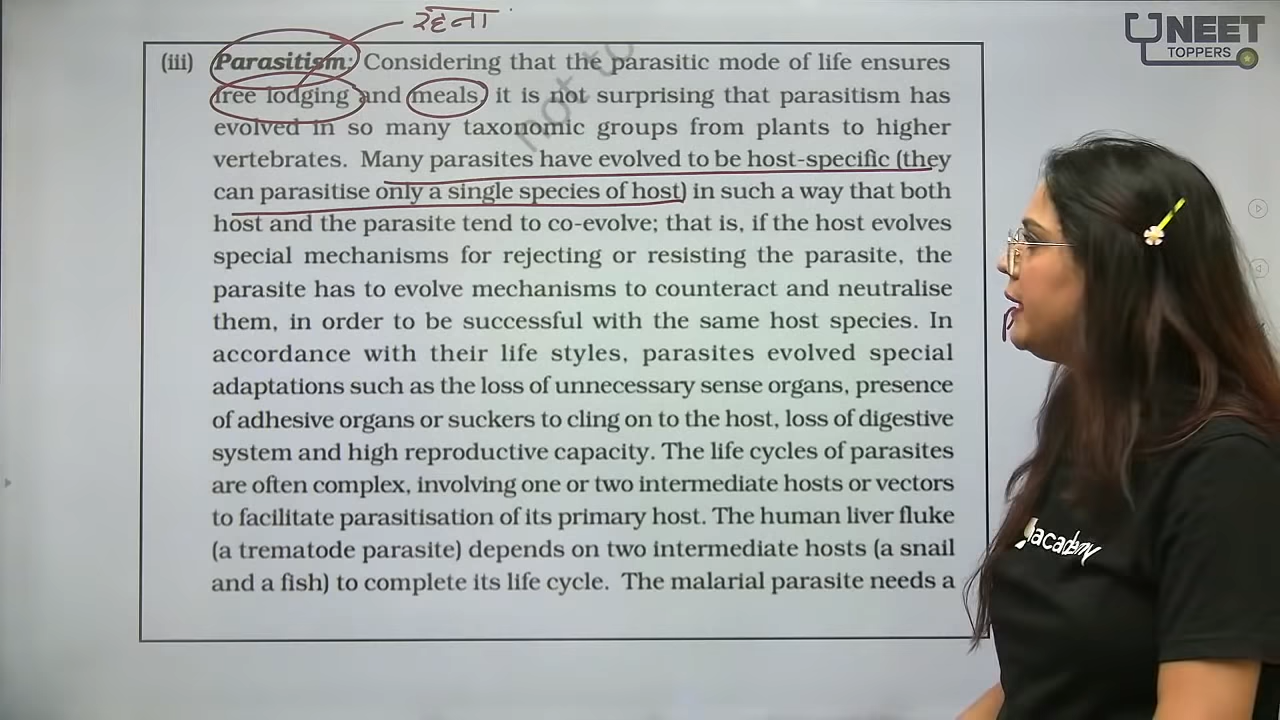 रहना
UNEET
TOPPERS
(iii) Parasitism: Considering that the parasitic mode of life ensures
free lodging and meals, it is not surprising that parasitism has
evolved in so many taxonomic groups from plants to higher
vertebrates. Many parasites have evolved to be host-specific (they
can parasitise only a single species of host) in such a way that both
host and the parasite tend to co-evolve; that is, if the host evolves
special mechanisms for rejecting or resisting the parasite, the
parasite has to evolve mechanisms to counteract and neutralise
them, in order to be successful with the same host species. In
accordance with their life styles, parasites evolved special
adaptations such as the loss of unnecessary sense organs, presence
of adhesive organs or suckers to cling on to the host, loss of digestive
system and high reproductive capacity. The life cycles of parasites
are often complex, involving one or two intermediate hosts or vectors
to facilitate parasitisation of its primary host. The human liver fluke
(a trematode parasite) depends on two intermediate hosts (a snail
and a fish) to complete its life cycle. The malarial parasite needs a
not to
academy